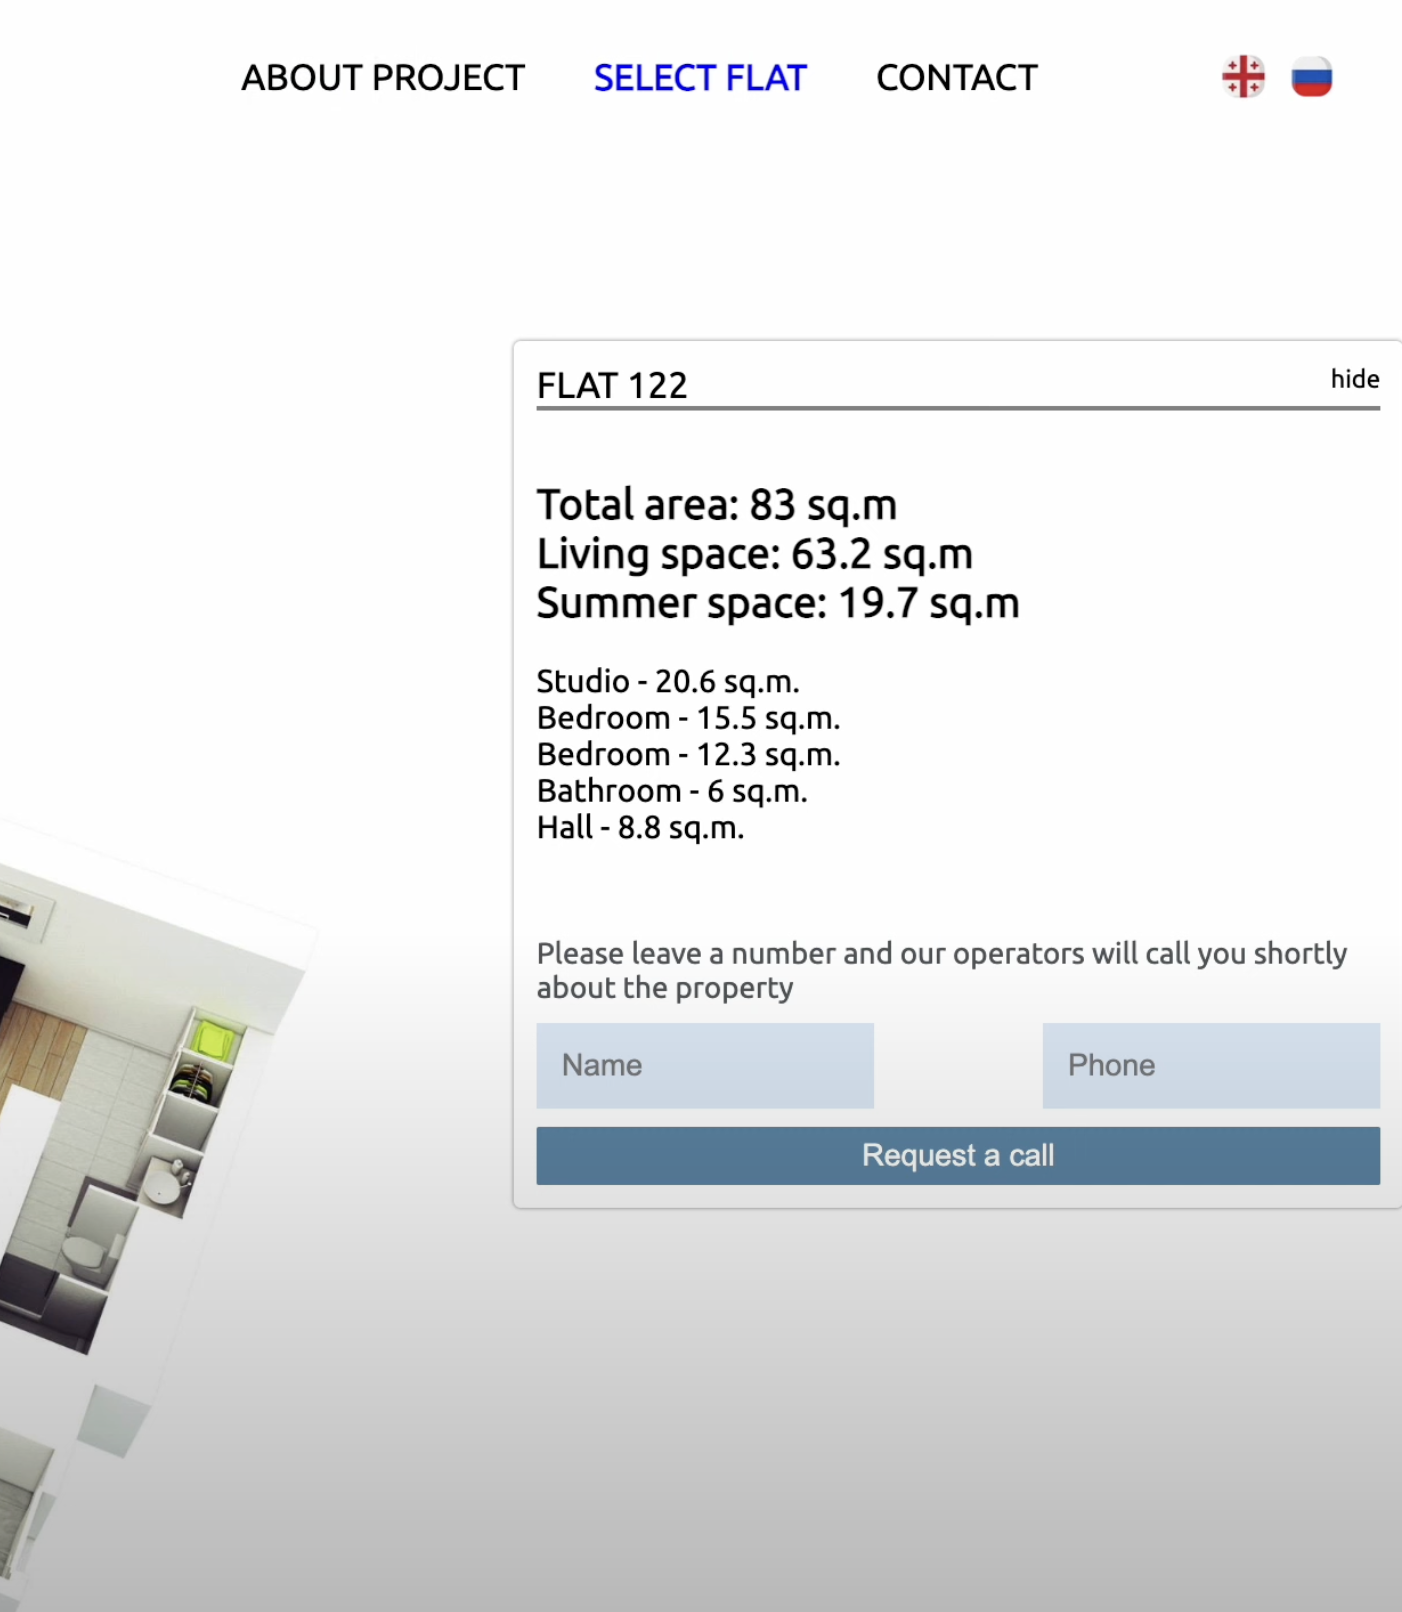 ABOUT PROJECT SELECT FLAT CONTACT
FLAT 122 hide
Total area: 83 sq.m
Living space: 63.2 sq.m
Summer space: 19.7 sq.m
Studio - 20.6 sq.m.
Bedroom - 15.5 sq.m.
Bedroom - 12.3 sq.m.
Bathroom - 6 sq.m.
Hall - 8.8 sq.m.
Please leave a number and our operators will call you shortly
about the property
Name Phone
Request a call